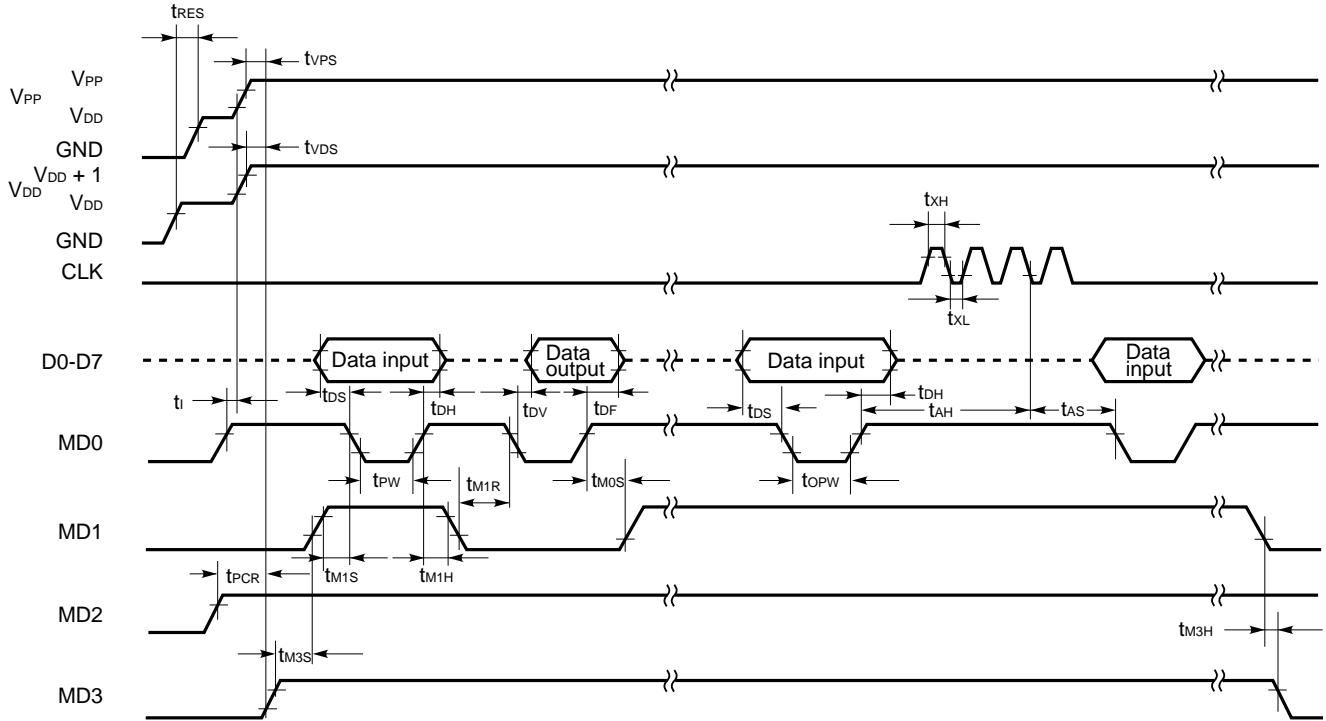 tRES
tVPS
VPP
VPP
VDD
GND
tVDS
VDD + 1
VDD
VDD
GND
tXH
CLK
tXL
D0-D7
Data input
Data output
Data input
Data input
tI
tDS
tDH
tDV
tDF
tDS
tDH
tAH
tAS
MD0
tPW
tM1R
tM0S
tOPW
MD1
tM1S
tM1H
tPCR
MD2
tM3H
tM3S
MD3